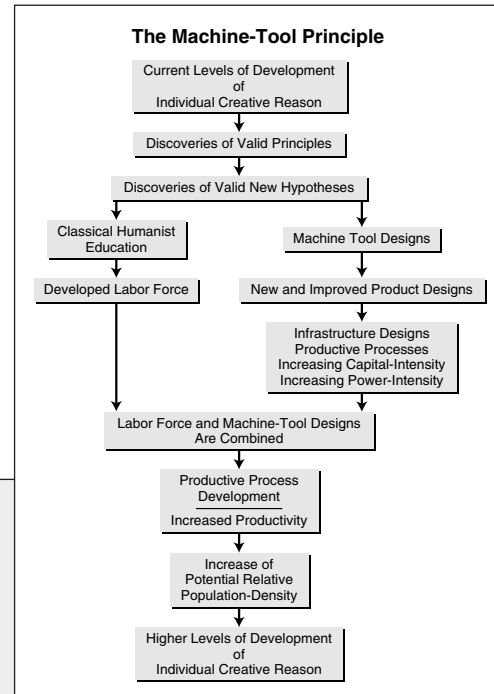 The Machine-Tool Principle
Current Levels of Development
of
Individual Creative Reason
Discoveries of Valid Principles
Discoveries of Valid New Hypotheses
Classical Humanist
Education
Machine Tool Designs
Developed Labor Force
New and Improved Product Designs
Infrastructure Designs
Productive Processes
Increasing Capital-Intensity
Increasing Power-Intensity
Labor Force and Machine-Tool Designs
Are Combined
Productive Process
Development
Increased Productivity
Increase of
Potential Relative
Population-Density
Higher Levels of Development
of
Individual Creative Reason